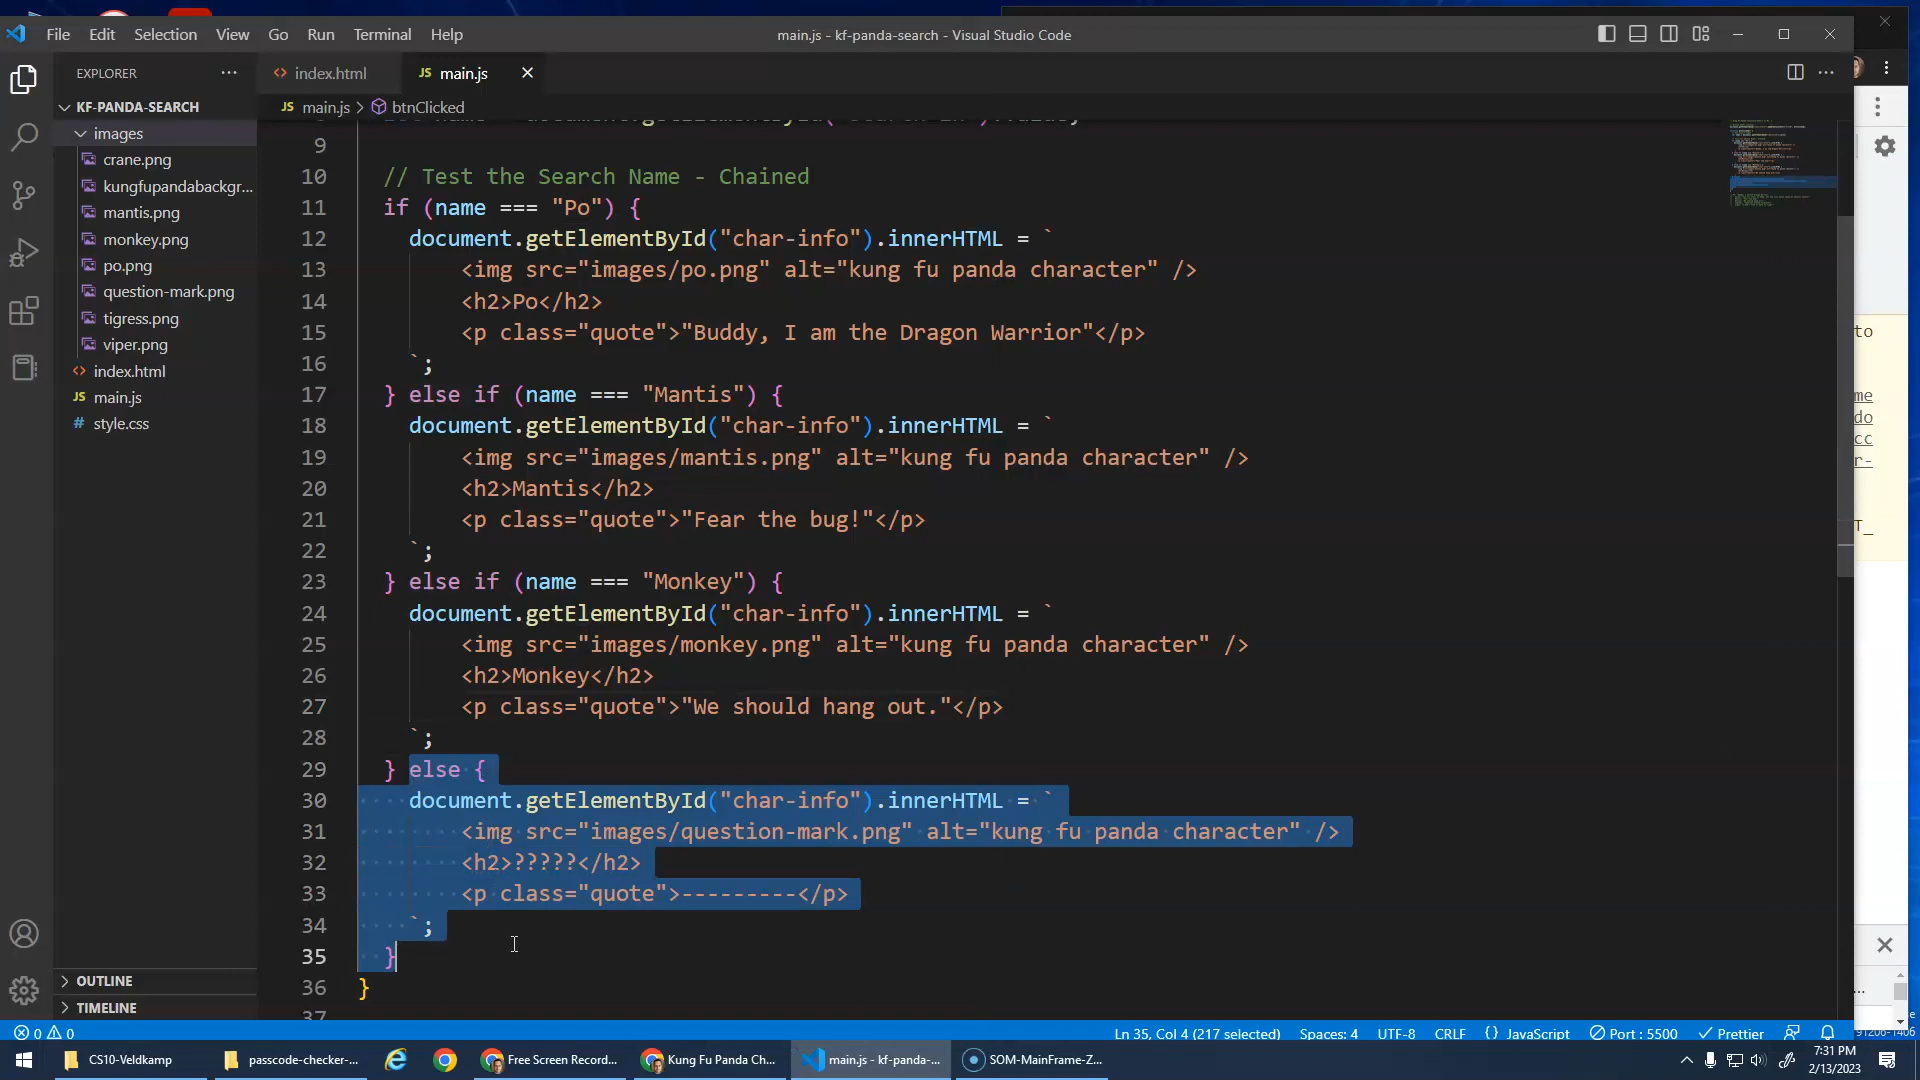 File Edit Selection View Go Run Terminal Help
main.js - kf-panda-search - Visual Studio Code
EXPLORER
index.html
JS main.js
KF-PANDA-SEARCH
JS main.js > btnClicked
images
crane.png
kungfupandabackgr...
mantis.png
monkey.png
po.png
question-mark.png
tigress.png
viper.png
index.html
JS main.js
# style.css
OUTLINE
TIMELINE
9
10 // Test the Search Name - Chained
11 if (name === "Po") {
12 document.getElementById("char-info").innerHTML = `
13 <img src="images/po.png" alt="kung fu panda character" />
14 <h2>Po</h2>
15 <p class="quote">"Buddy, I am the Dragon Warrior"</p>
16 `;
17 } else if (name === "Mantis") {
18 document.getElementById("char-info").innerHTML = `
19 <img src="images/mantis.png" alt="kung fu panda character" />
20 <h2>Mantis</h2>
21 <p class="quote">"Fear the bug!"</p>
22 `;
23 } else if (name === "Monkey") {
24 document.getElementById("char-info").innerHTML = `
25 <img src="images/monkey.png" alt="kung fu panda character" />
26 <h2>Monkey</h2>
27 <p class="quote">"We should hang out."</p>
28 `;
29 } else {
30 document.getElementById("char-info").innerHTML = `
31 <img src="images/question-mark.png" alt="kung fu panda character" />
32 <h2>?????</h2>
33 <p class="quote">---------</p>
34 `;
35 }
36 }
37
to
me
do
cc
r-
T_
0 0
Ln 35, Col 4 (217 selected) Spaces: 4 UTF-8 CRLF {} JavaScript Port : 5500 Prettier
CS10-Veldkamp
passcode-checker-...
Free Screen Record...
Kung Fu Panda Ch...
main.js - kf-panda-...
SOM-MainFrame-Z...
7:31 PM
2/13/2023